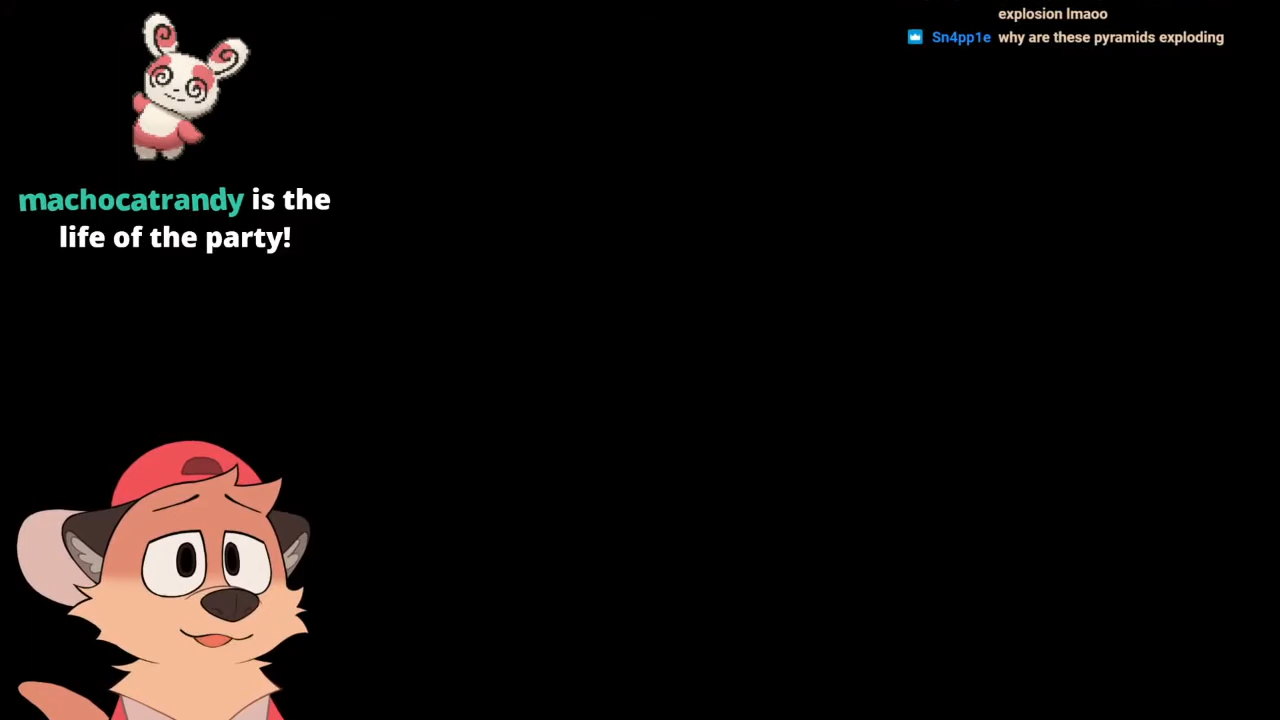 explosion lmaoo
Sn4pp1e why are these pyramids exploding
machocatrandy is the
life of the party!